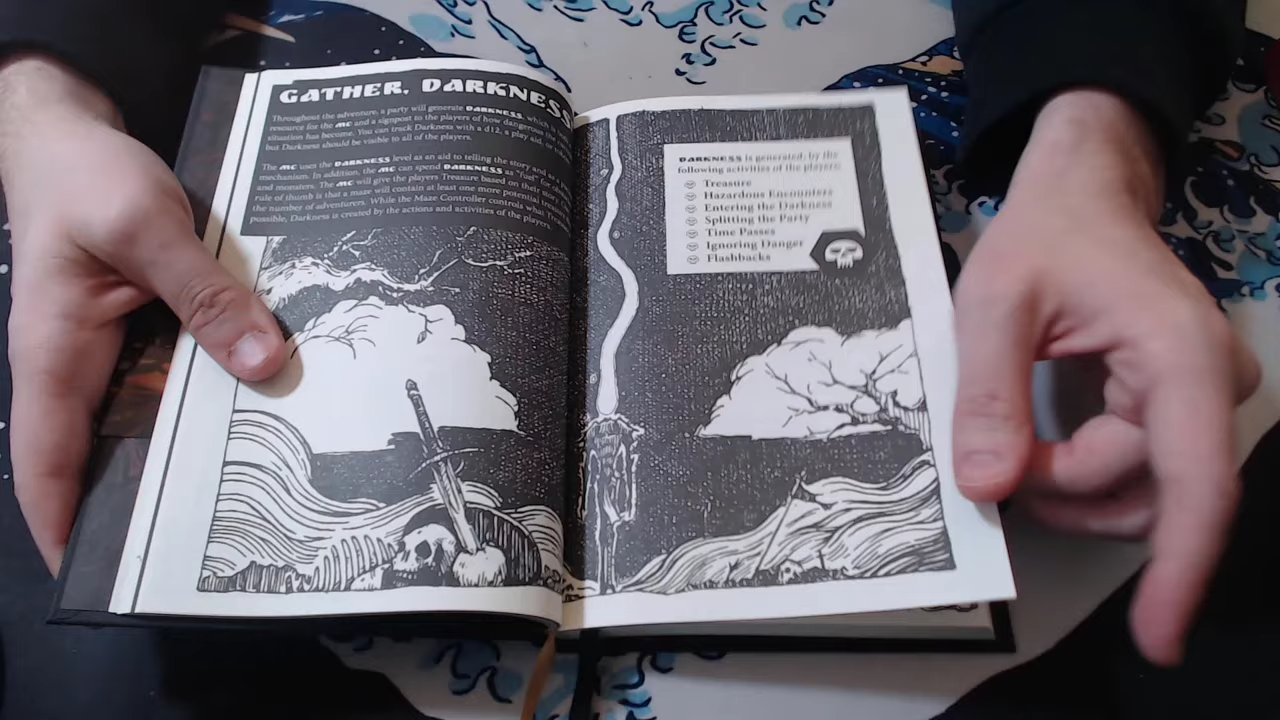 GATHER, DARKNESS
Throughout the adventure, a party will generate DARKNESS, which is
resource for the MC and a signpost to the players of how dangerous the
situation has become. You can track Darkness with a d12, a play aid, or
but Darkness should be visible to all of the players.
The MC uses the DARKNESS level as an aid to telling the story and as a
mechanism. In addition, the MC can spend DARKNESS as "fuel" for
and monsters. The MC will give the players Treasure based on their
rule of thumb is that a maze will contain at least one more potential
the number of adventurers. While the Maze Controller controls what
possible, Darkness is created by the actions and activities of the players.
DARKNESS is generated, by the
following activities of the players:
Treasure
Hazardous Encounters
Entering the Darkness
Splitting the Party
Time Passes
Ignoring Danger
Flashbacks